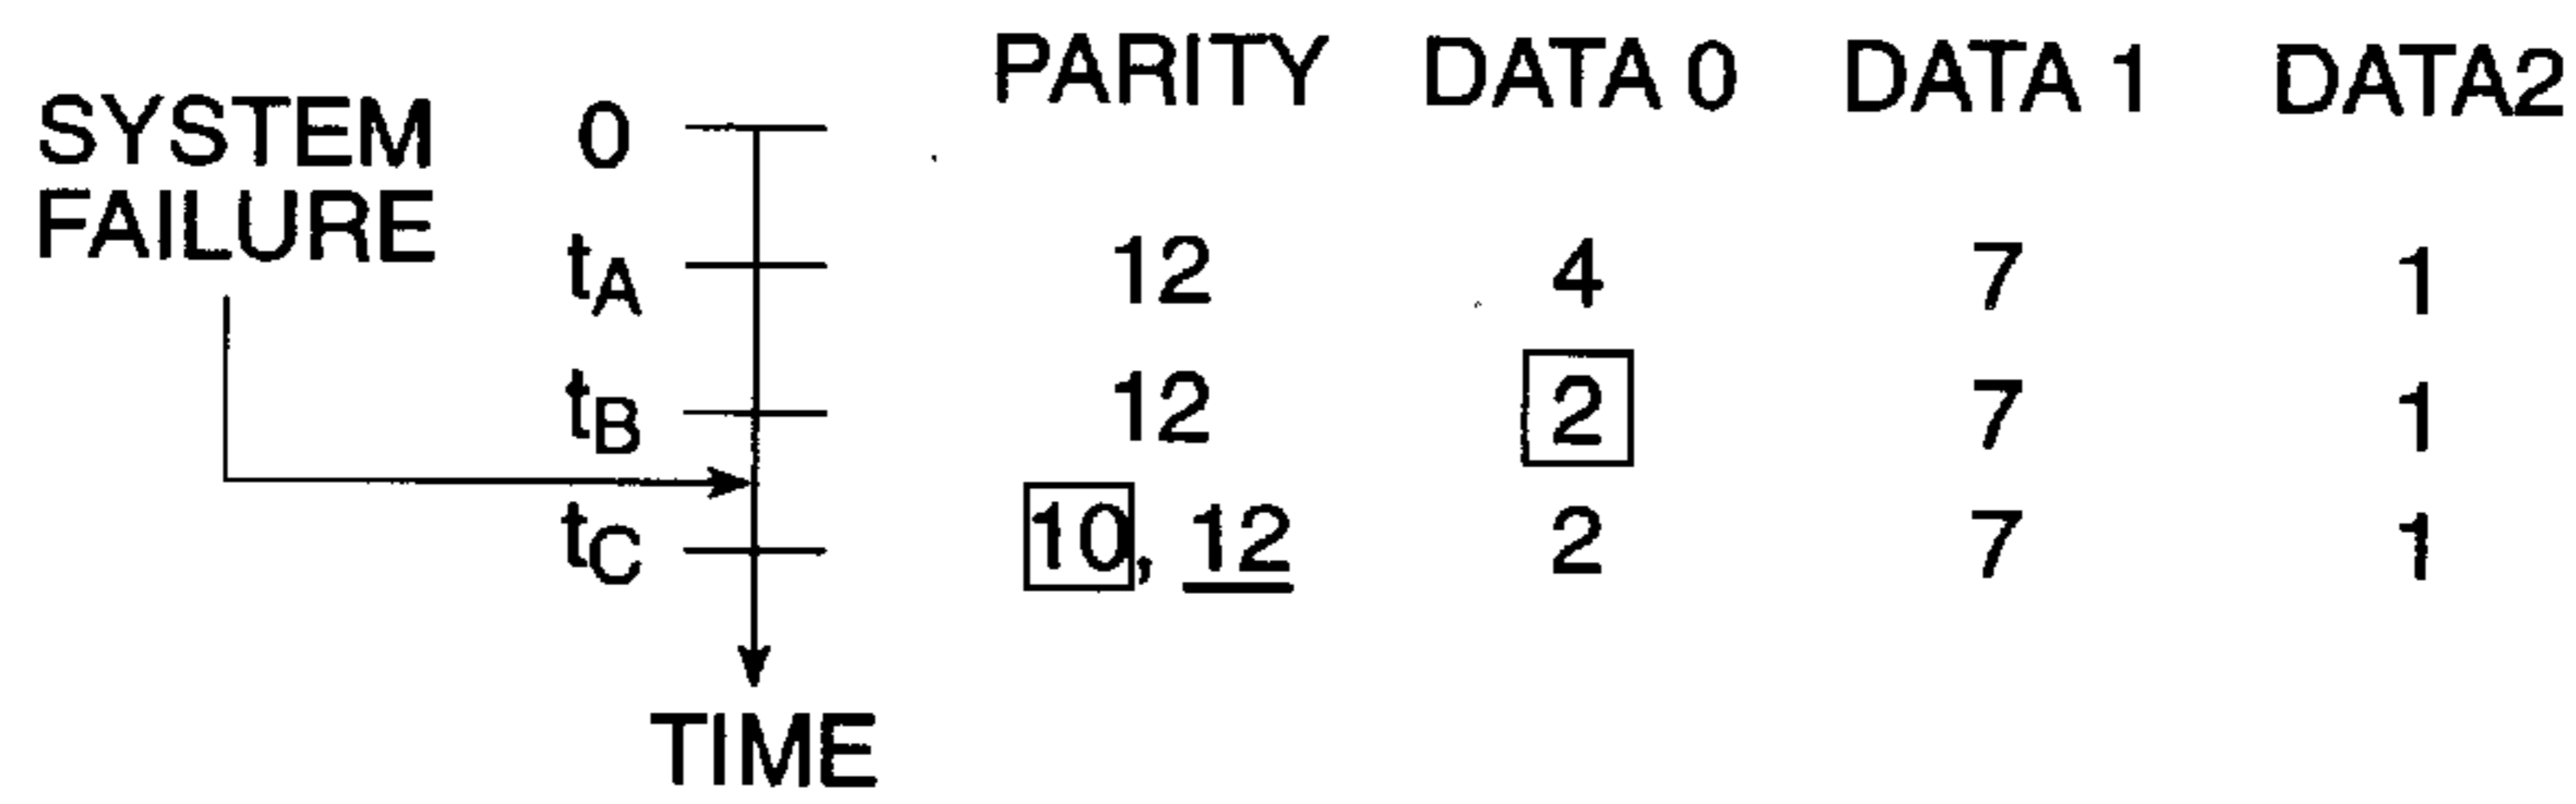 PARITY DATA 0 DATA 1 DATA2
SYSTEM
FAILURE
0
tA 12 4 7 1
tB 12 2 7 1
tC 10, 12 2 7 1
TIME